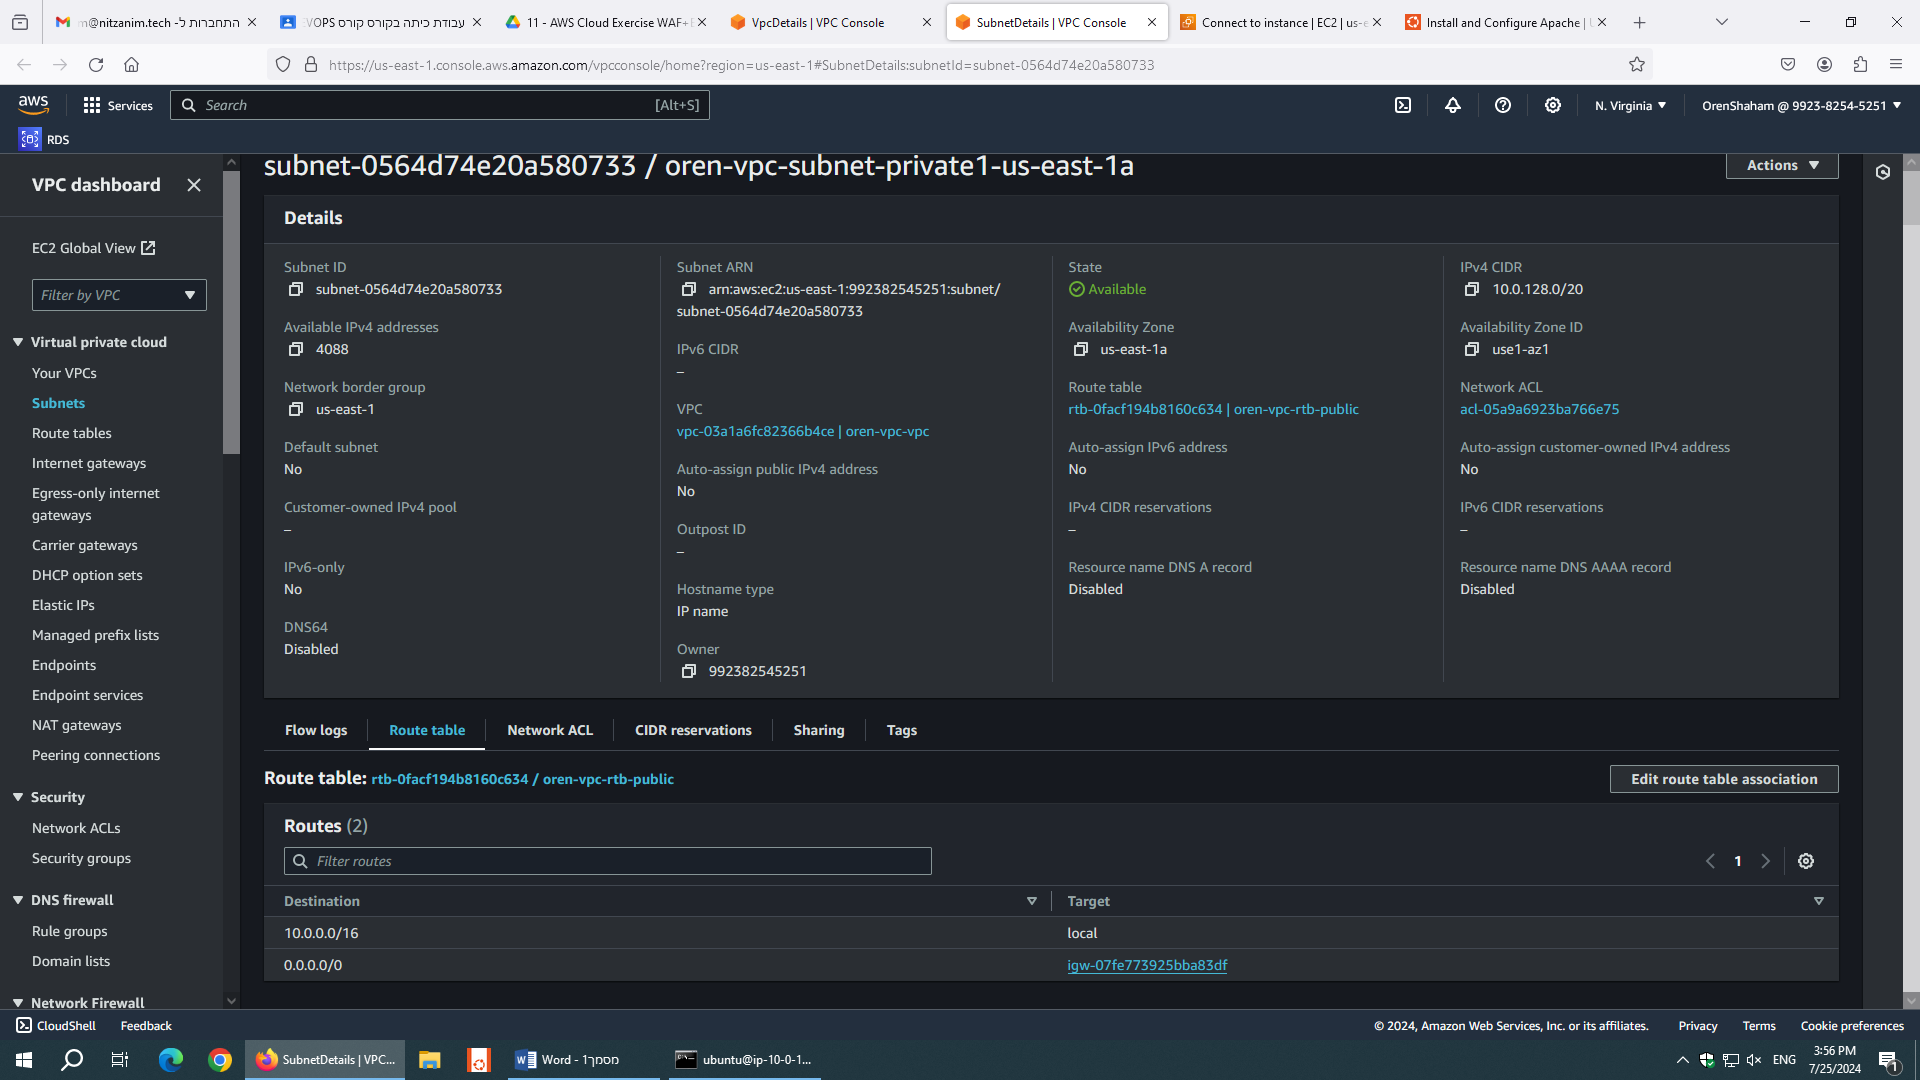 התחברות ל- m@nitzanim.tech
עבודת כיתה בקורס קורס VOPS
11 - AWS Cloud Exercise WAF+E
VpcDetails | VPC Console
SubnetDetails | VPC Console
Connect to instance | EC2 | us-e
Install and Configure Apache | U
https://us-east-1.console.aws.amazon.com/vpcconsole/home?region=us-east-1#SubnetDetails:subnetId=subnet-0564d74e20a580733
aws
Services
Search
[Alt+S]
N. Virginia
OrenShaham @ 9923-8254-5251
RDS
VPC dashboard
EC2 Global View
Filter by VPC
Virtual private cloud
Your VPCs
Subnets
Route tables
Internet gateways
Egress-only internet
gateways
Carrier gateways
DHCP option sets
Elastic IPs
Managed prefix lists
Endpoints
Endpoint services
NAT gateways
Peering connections
Security
Network ACLs
Security groups
DNS firewall
Rule groups
Domain lists
Network Firewall
subnet-0564d74e20a580733 / oren-vpc-subnet-private1-us-east-1a
Actions
Details
Subnet ID
subnet-0564d74e20a580733
Available IPv4 addresses
4088
Network border group
us-east-1
Default subnet
No
Customer-owned IPv4 pool
–
IPv6-only
No
DNS64
Disabled
Subnet ARN
arn:aws:ec2:us-east-1:992382545251:subnet/
subnet-0564d74e20a580733
IPv6 CIDR
–
VPC
vpc-03a1a6fc82366b4ce | oren-vpc-vpc
Auto-assign public IPv4 address
No
Outpost ID
–
Hostname type
IP name
Owner
992382545251
State
Available
Availability Zone
us-east-1a
Route table
rtb-0facf194b8160c634 | oren-vpc-rtb-public
Auto-assign IPv6 address
No
IPv4 CIDR reservations
–
Resource name DNS A record
Disabled
IPv4 CIDR
10.0.128.0/20
Availability Zone ID
use1-az1
Network ACL
acl-05a9a6923ba766e75
Auto-assign customer-owned IPv4 address
No
IPv6 CIDR reservations
–
Resource name DNS AAAA record
Disabled
Flow logs
Route table
Network ACL
CIDR reservations
Sharing
Tags
Route table: rtb-0facf194b8160c634 / oren-vpc-rtb-public
Edit route table association
Routes (2)
Filter routes
1
Destination
Target
10.0.0.0/16
local
0.0.0.0/0
igw-07fe773925bba83df
CloudShell
Feedback
© 2024, Amazon Web Services, Inc. or its affiliates.
Privacy
Terms
Cookie preferences
SubnetDetails | VPC...
Word - מסמך1
ubuntu@ip-10-0-1...
ENG
3:56 PM
7/25/2024
1